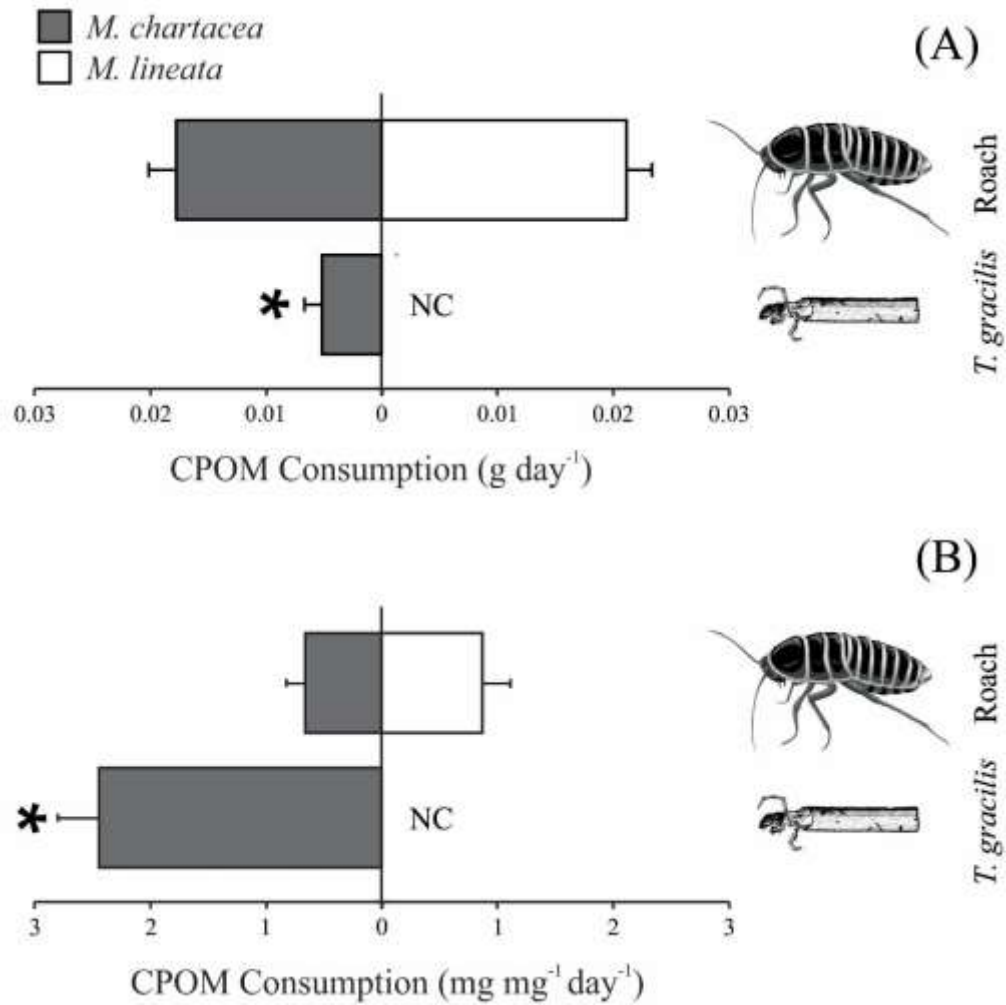 M. chartacea
M. lineata
(A)
Roach
* NC
T. gracilis
0.03 0.02 0.01 0 0.01 0.02 0.03
CPOM Consumption (g day⁻¹)
(B)
Roach
* NC
T. gracilis
3 2 1 0 1 2 3
CPOM Consumption (mg mg⁻¹ day⁻¹)